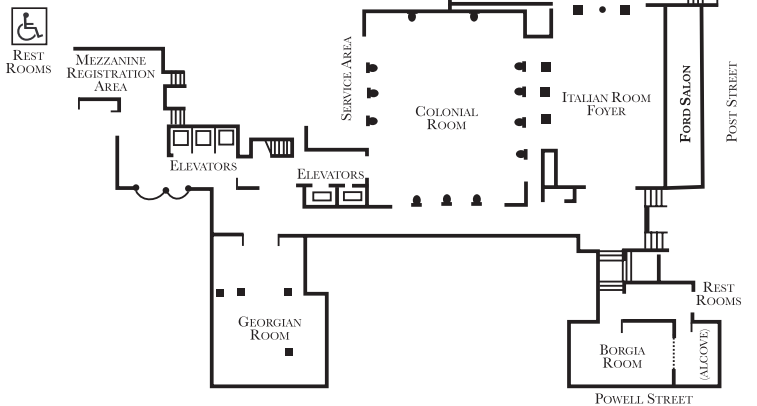 REST
ROOMS
MEZZANINE
REGISTRATION
AREA
ELEVATORS
ELEVATORS
SERVICE AREA
COLONIAL
ROOM
ITALIAN ROOM
FOYER
FORD SALON
POST STREET
GEORGIAN
ROOM
REST
ROOMS
BORGIA
ROOM
(ALCOVE)
POWELL STREET